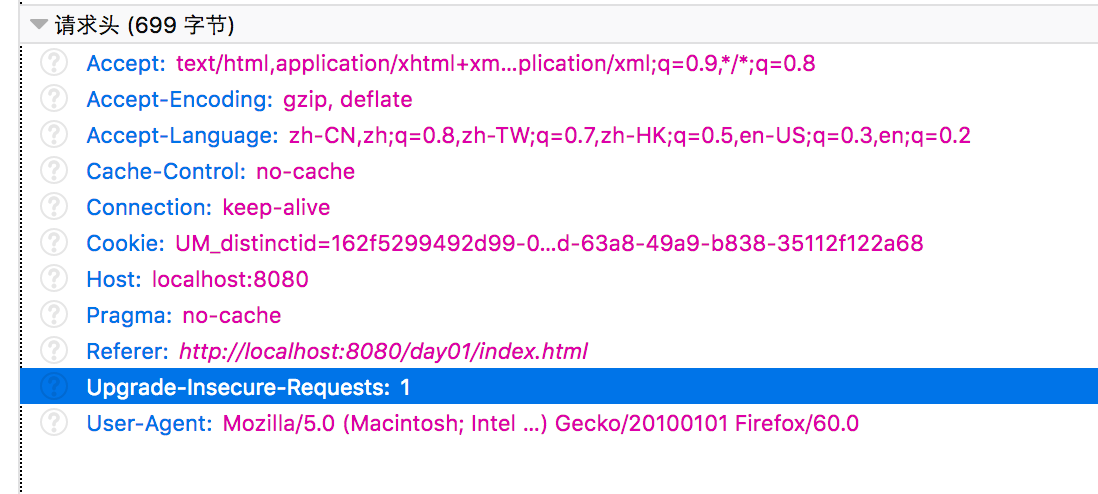 请求头 (699 字节)
Accept: text/html,application/xhtml+xm...plication/xml;q=0.9,*/*;q=0.8
Accept-Encoding: gzip, deflate
Accept-Language: zh-CN,zh;q=0.8,zh-TW;q=0.7,zh-HK;q=0.5,en-US;q=0.3,en;q=0.2
Cache-Control: no-cache
Connection: keep-alive
Cookie: UM_distinctid=162f5299492d99-0...d-63a8-49a9-b838-35112f122a68
Host: localhost:8080
Pragma: no-cache
Referer: http://localhost:8080/day01/index.html
Upgrade-Insecure-Requests: 1
User-Agent: Mozilla/5.0 (Macintosh; Intel ...) Gecko/20100101 Firefox/60.0